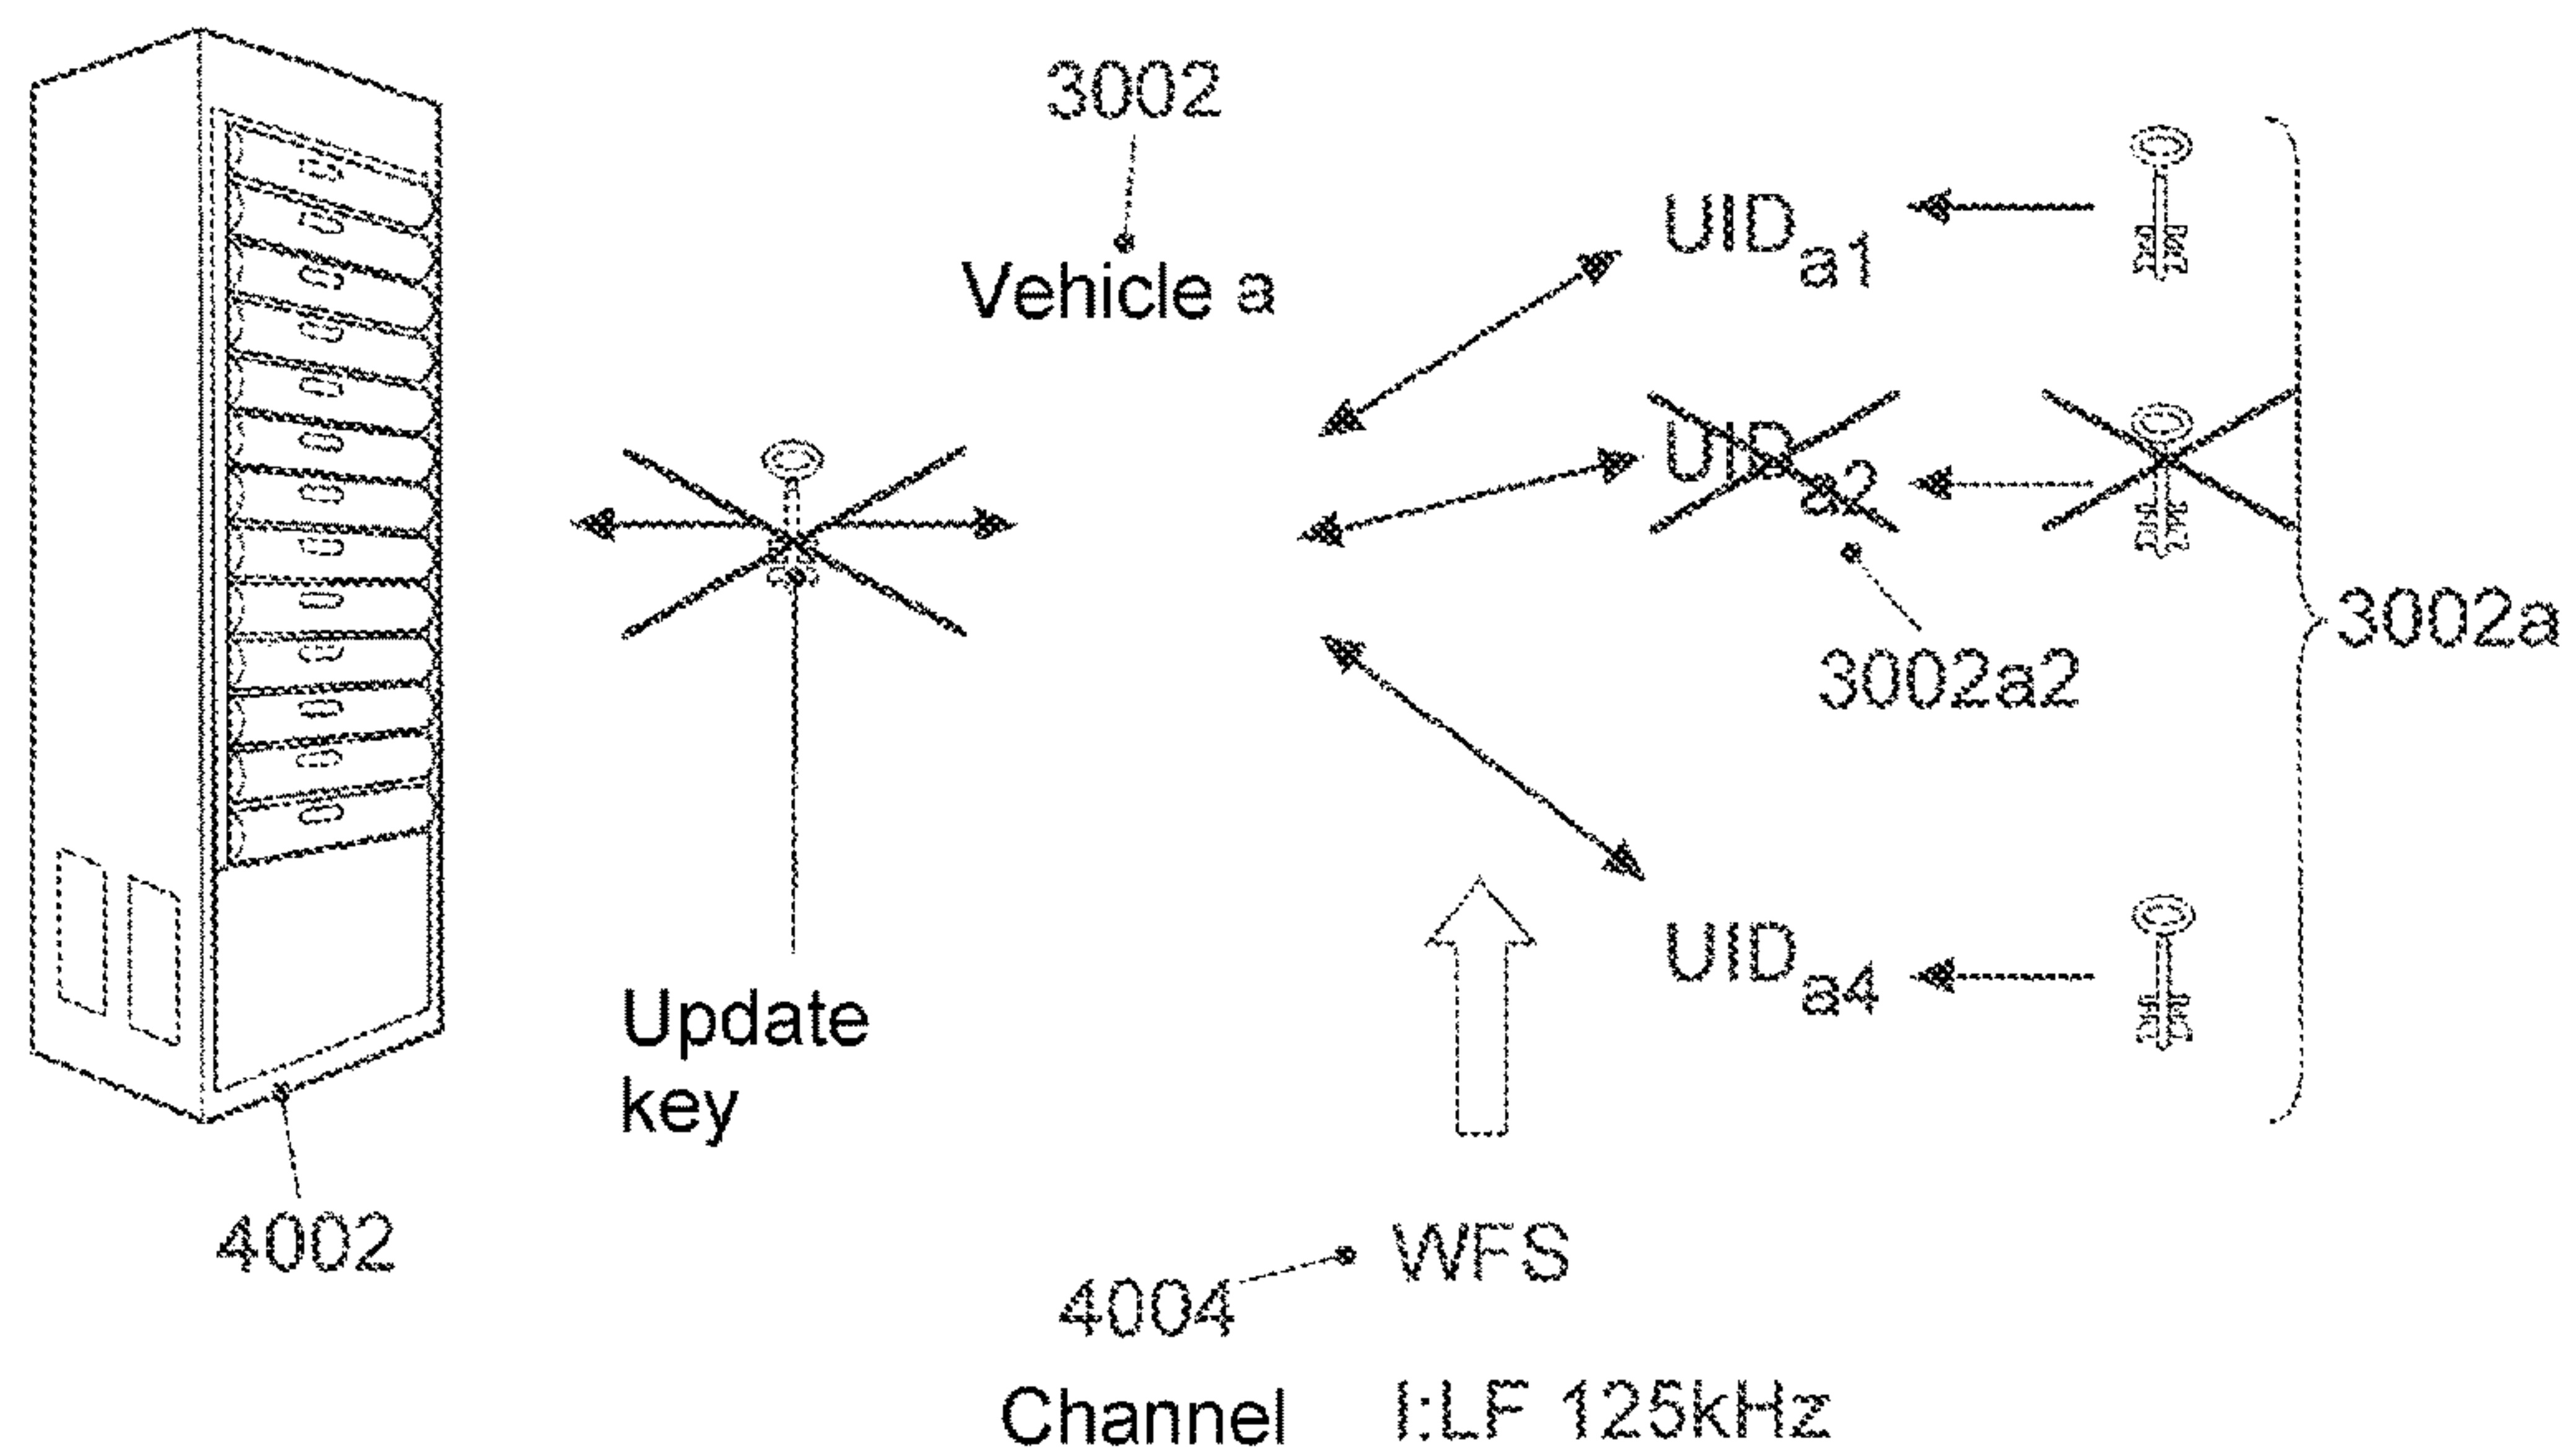 3002
Vehicle a
UIDa1
UIDa2
3002a2
3002a
UIDa4
Update
key
4002
WFS
4004
Channel I:LF 125kHz